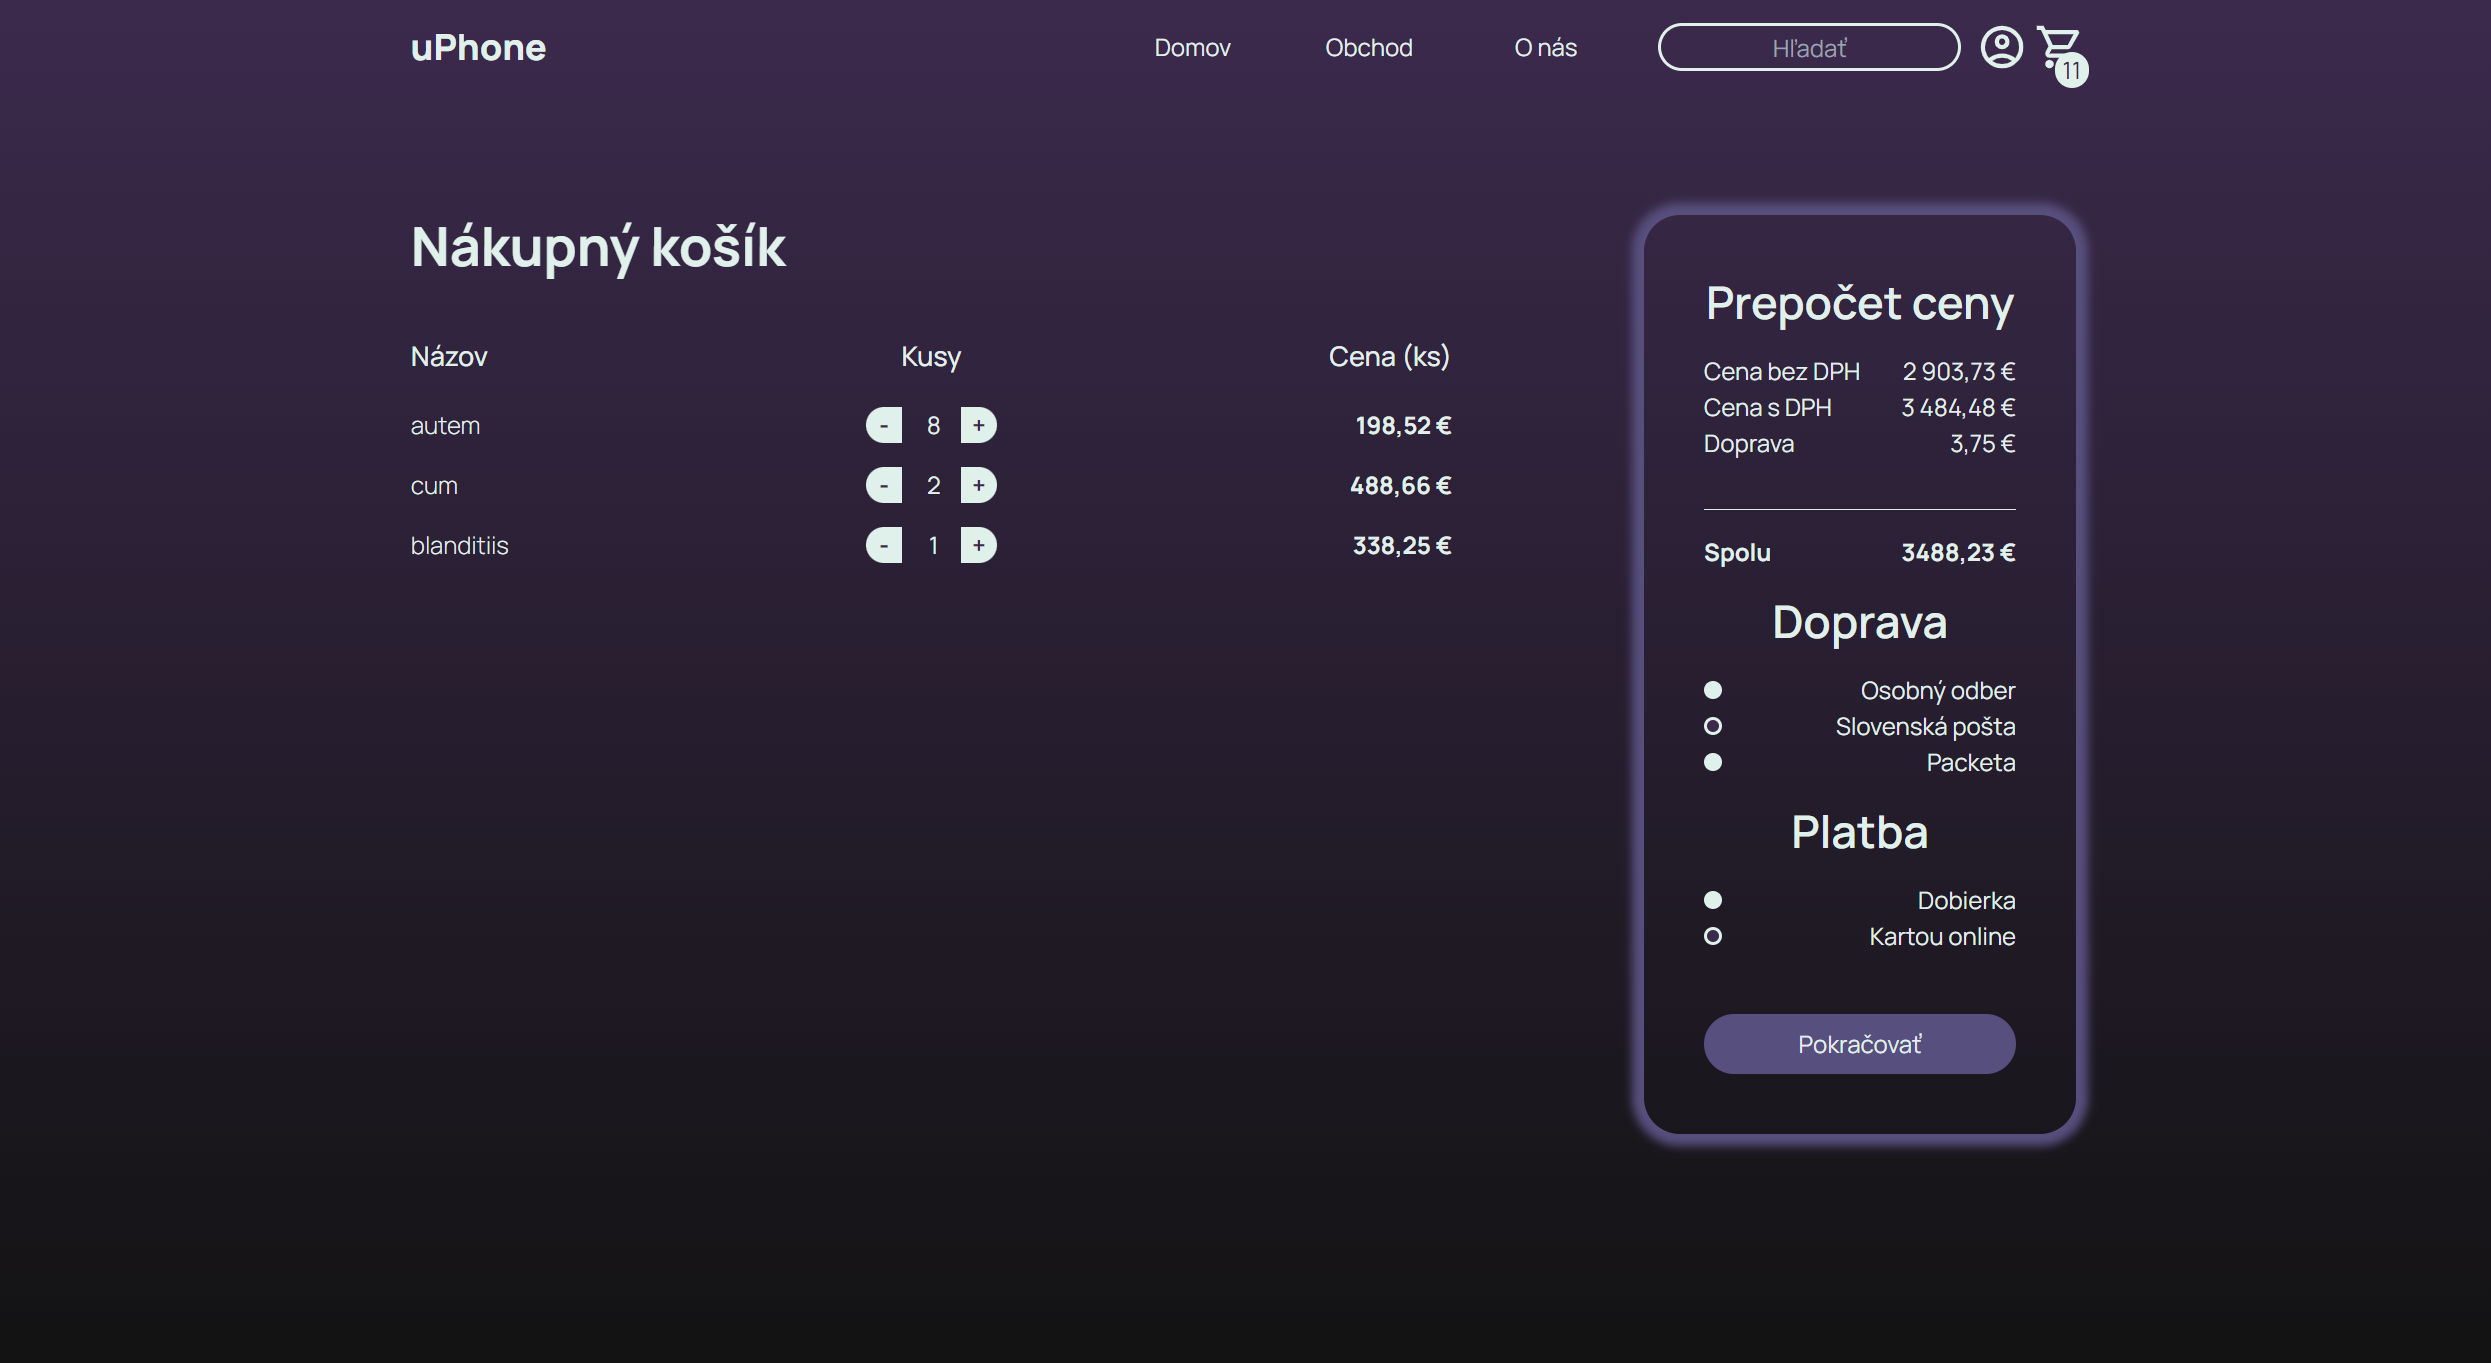 uPhone
Domov
Obchod
O nás
Hľadať
11
Nákupný košík
Názov Kusy Cena (ks)
autem - 8 + 198,52 €
cum - 2 + 488,66 €
blanditiis - 1 + 338,25 €
Prepočet ceny
Cena bez DPH 2 903,73 €
Cena s DPH 3 484,48 €
Doprava 3,75 €
Spolu 3488,23 €
Doprava
Osobný odber
Slovenská pošta
Packeta
Platba
Dobierka
Kartou online
Pokračovať